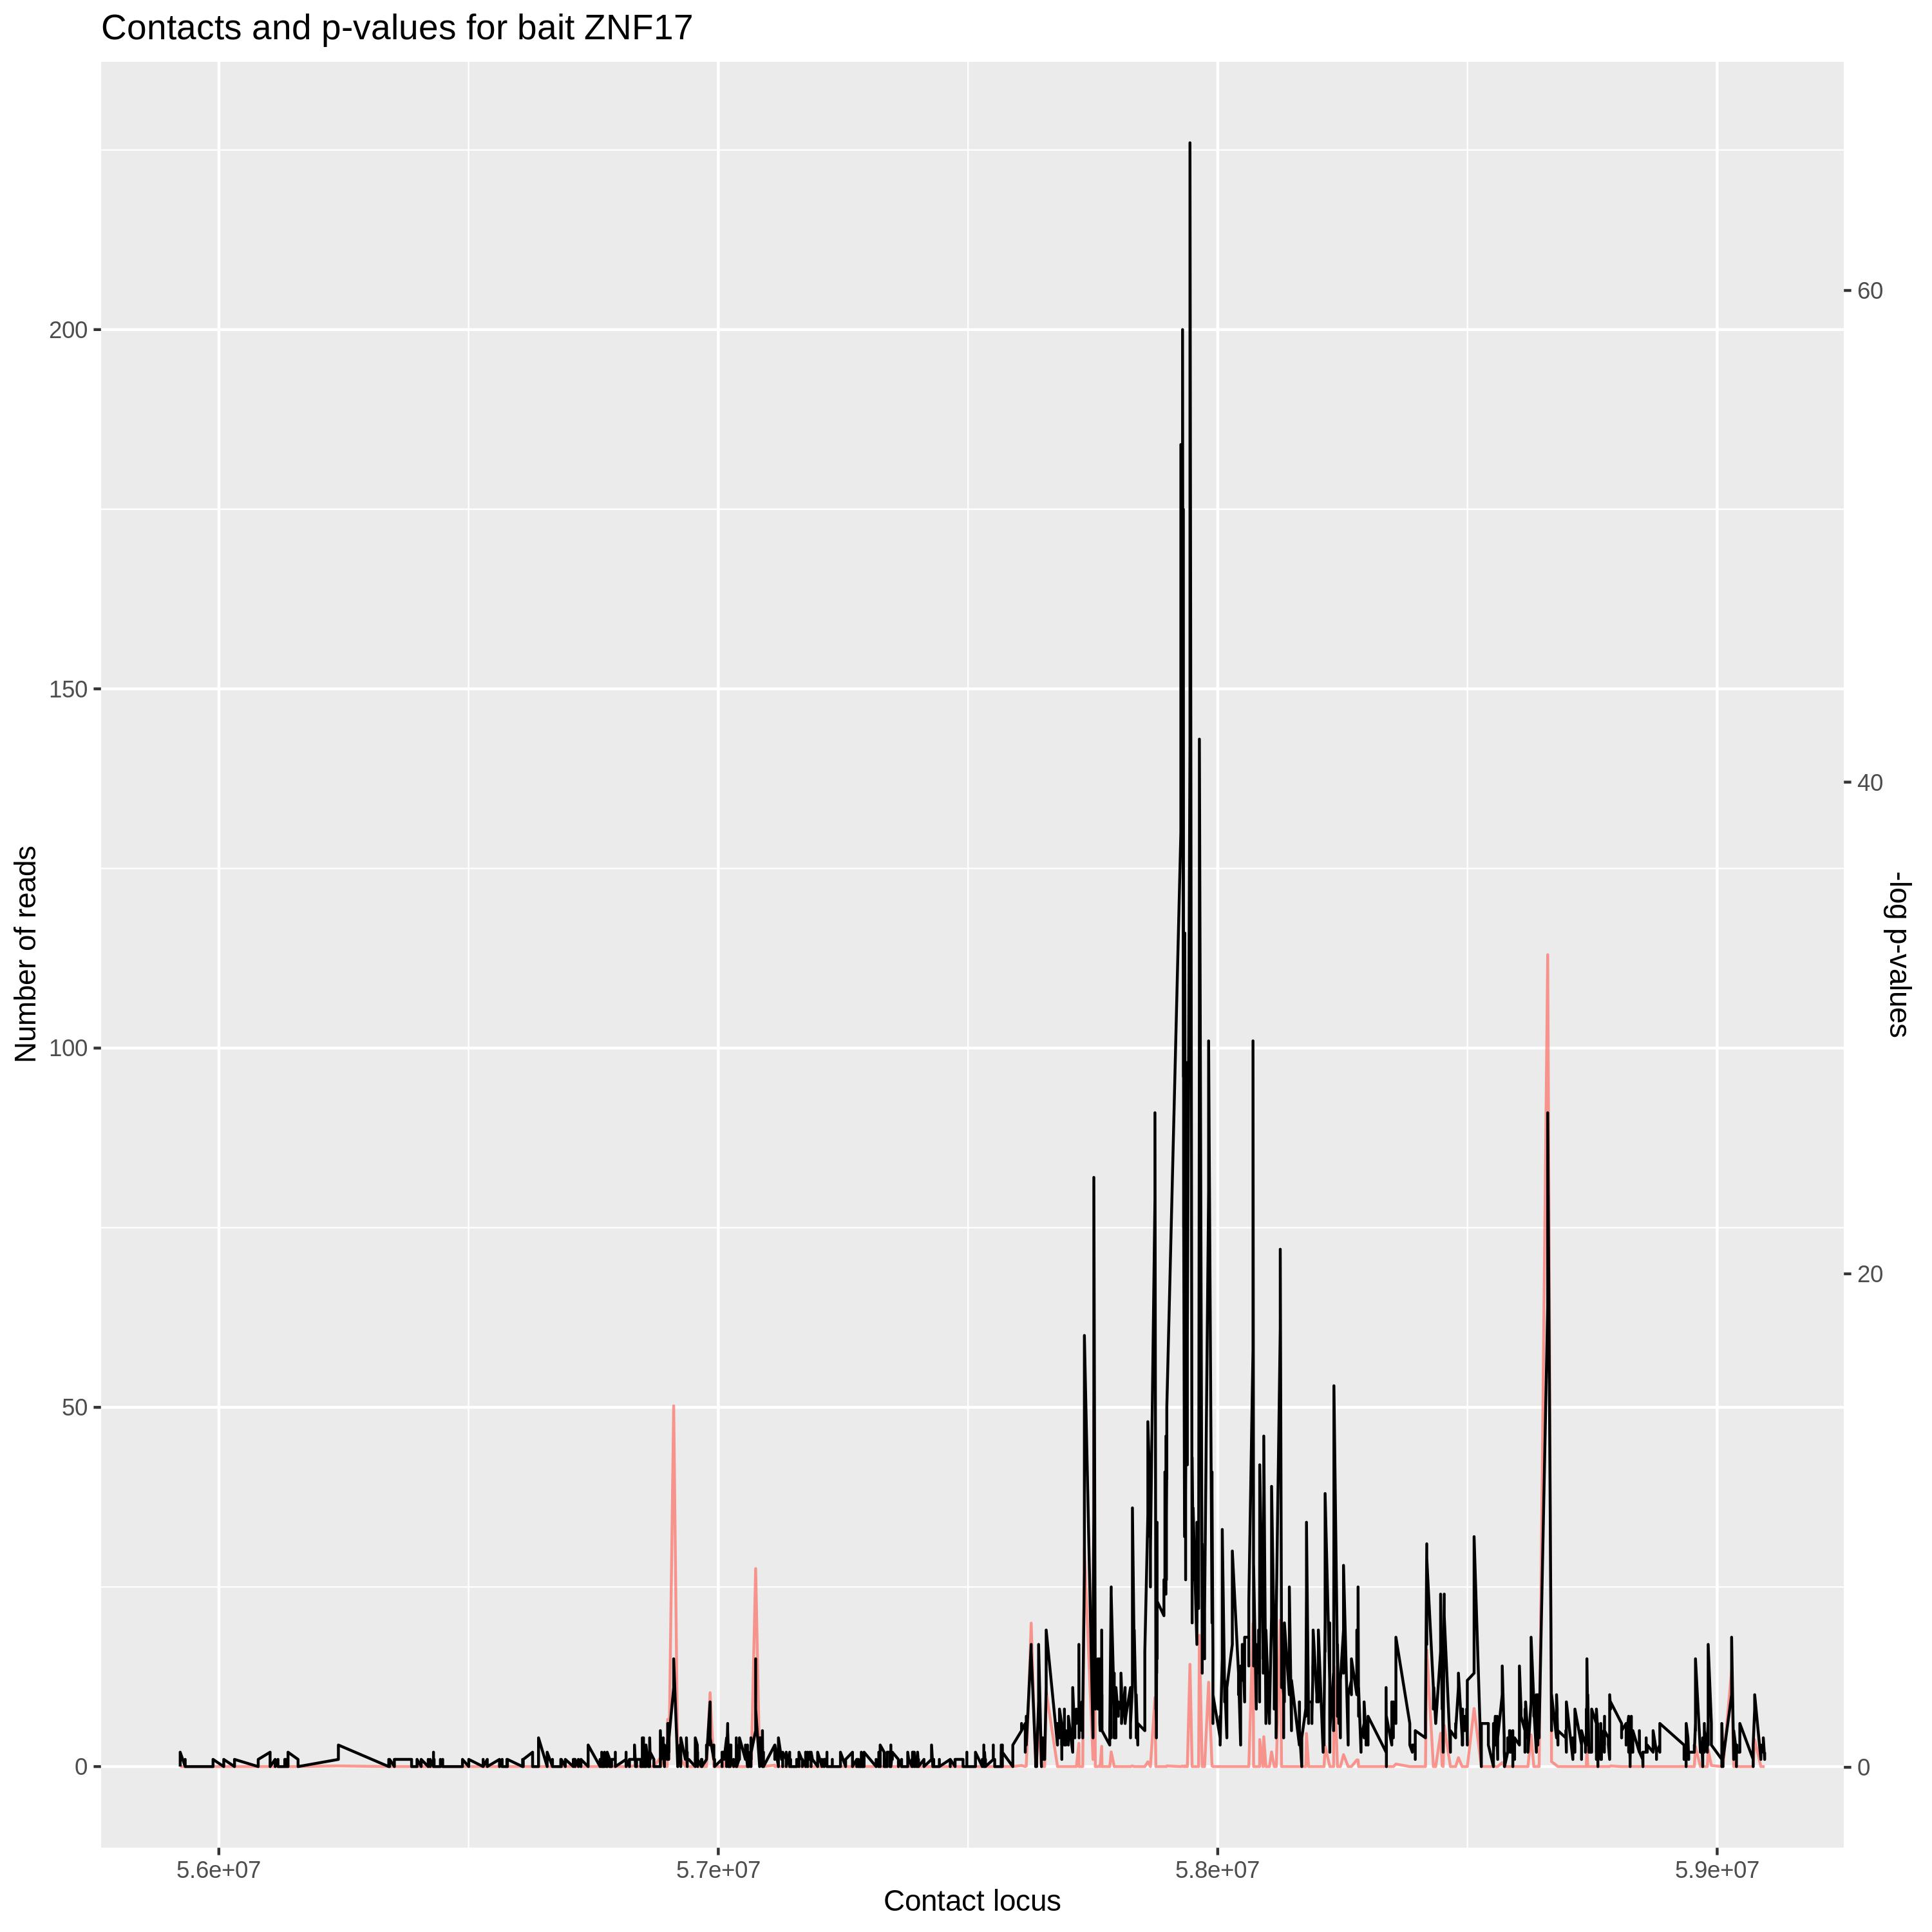 Contacts and p-values for bait ZNF17
Number of reads
200
150
100
50
0
60
40
20
0
-log p-values
5.6e+07
5.7e+07
5.8e+07
5.9e+07
Contact locus